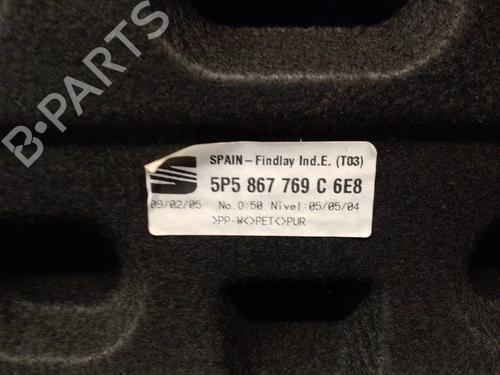 B-PARTS
SPAIN-Findlay Ind.E. (T03)
5P5 867 769 C 6E8
09/02/05 No.0:50 Nivel:05/05/04
>PP-W<>PET<>PUR